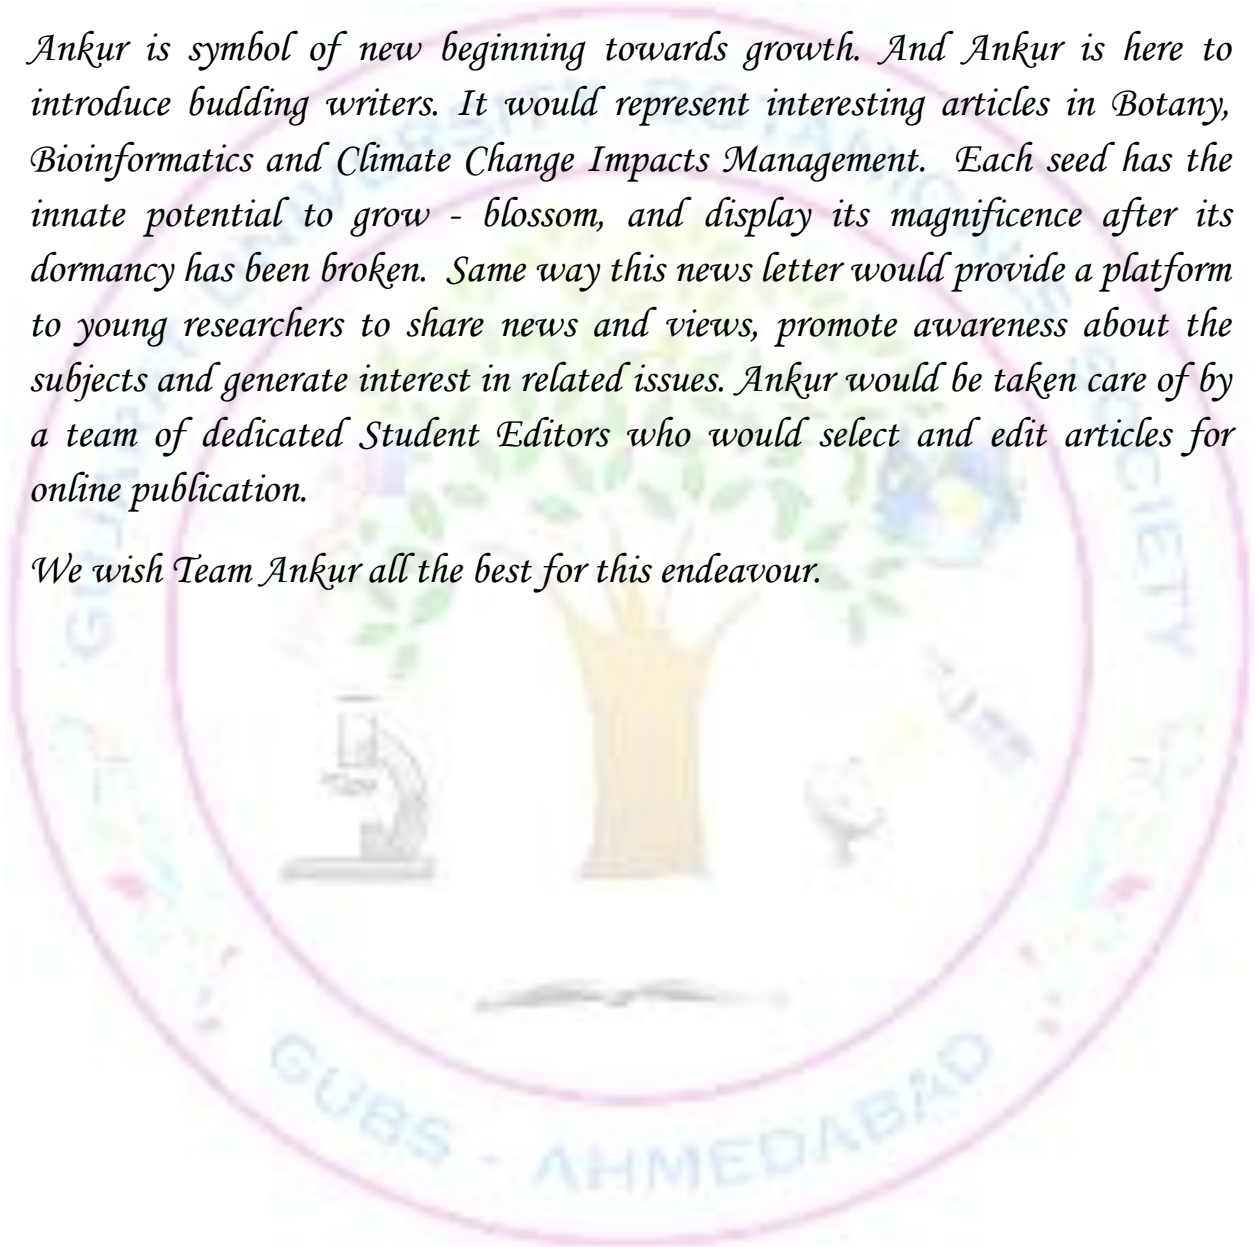 Ankur is symbol of new beginning towards growth. And Ankur is here to
introduce budding writers. It would represent interesting articles in Botany,
Bioinformatics and Climate Change Impacts Management. Each seed has the
innate potential to grow - blossom, and display its magnificence after its
dormancy has been broken. Same way this news letter would provide a platform
to young researchers to share news and views, promote awareness about the
subjects and generate interest in related issues. Ankur would be taken care of by
a team of dedicated Student Editors who would select and edit articles for
online publication.
We wish Team Ankur all the best for this endeavour.
GUJARAT UNIVERSITY BOTANICAL SOCIETY
GUBS - AHMEDABAD